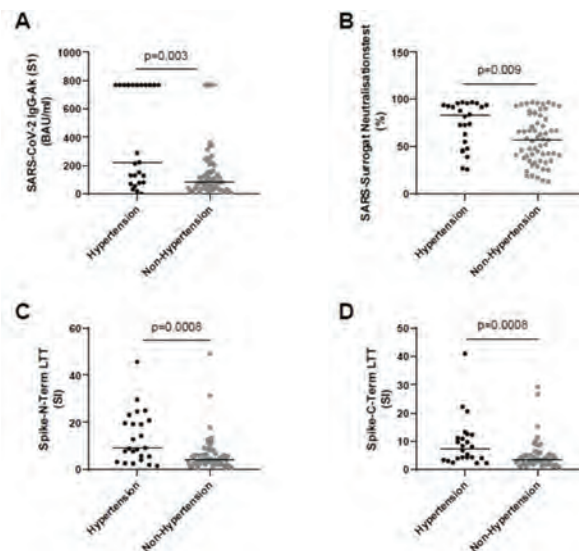 A
p=0.003
SARS-CoV-2 IgG-Ak (S1)
(BAU/ml)
1000
800
600
400
200
0
Hypertension
Non-Hypertension
B
p=0.009
SARS-Surrogat Neutralisationstest
(%)
150
100
50
0
Hypertension
Non-Hypertension
C
p=0.0008
Spike-N-Term LTT
(SI)
60
40
20
0
Hypertension
Non-Hypertension
D
p=0.0008
Spike-C-Term LTT
(SI)
50
40
30
20
10
0
Hypertension
Non-Hypertension